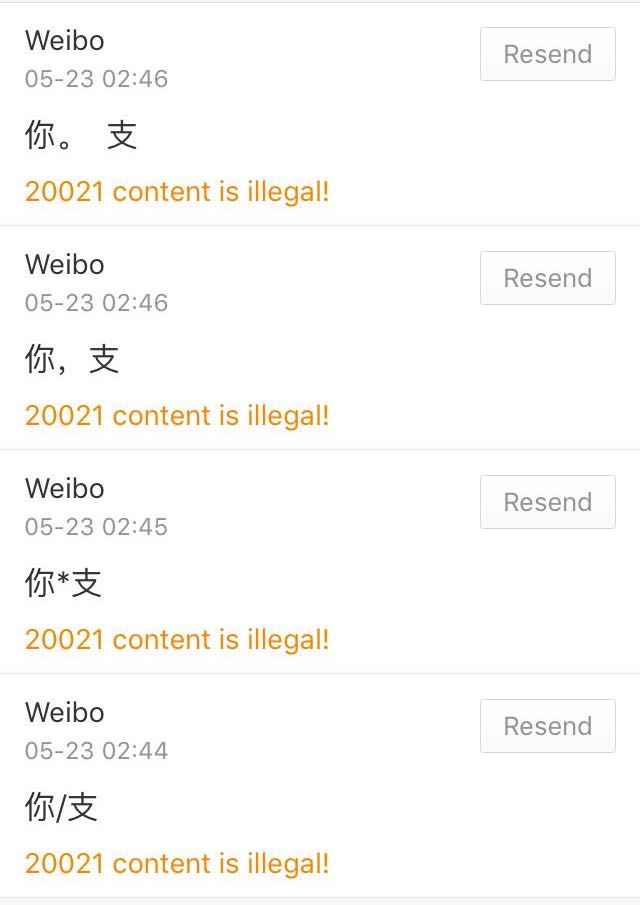 Weibo
Resend
05-23 02:46
你。 支
20021 content is illegal!
Weibo
Resend
05-23 02:46
你，支
20021 content is illegal!
Weibo
Resend
05-23 02:45
你*支
20021 content is illegal!
Weibo
Resend
05-23 02:44
你/支
20021 content is illegal!